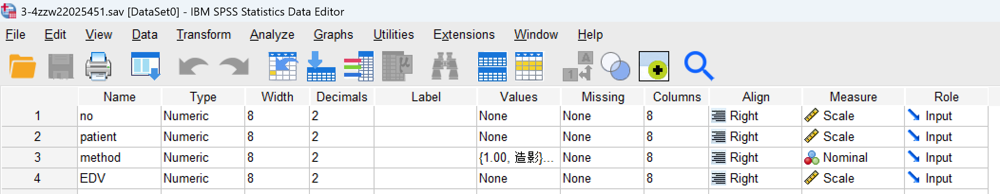 3-4zzw22025451.sav [DataSet0] - IBM SPSS Statistics Data Editor
File Edit View Data Transform Analyze Graphs Utilities Extensions Window Help
Name Type Width Decimals Label Values Missing Columns Align Measure Role
1 no Numeric 8 2 None None 8 Right Scale Input
2 patient Numeric 8 2 None None 8 Right Scale Input
3 method Numeric 8 2 {1.00, 造影}... None 8 Right Nominal Input
4 EDV Numeric 8 2 None None 8 Right Scale Input